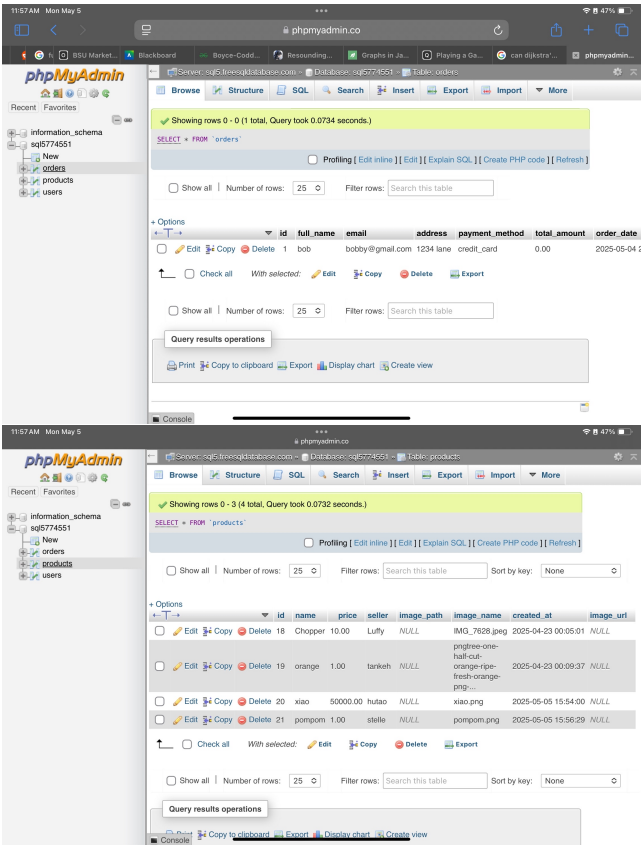 11:57 AM Mon May 5
47%
phpmyadmin.co
BSU Market... Blackboard Boyce-Codd... Resounding... Graphs in Ja... Playing a Ga... can dijkstra'... phpmyadmin...
phpMyAdmin
Server: sql5.freesqldatabase.com » Database: sql5774551 » Table: orders
Browse Structure SQL Search Insert Export Import More
Recent Favorites
information_schema
sql5774551
New
orders
products
users
Showing rows 0 - 0 (1 total, Query took 0.0734 seconds.)
SELECT * FROM `orders`
Profiling [ Edit inline ] [ Edit ] [ Explain SQL ] [ Create PHP code ] [ Refresh ]
Show all | Number of rows: 25 Filter rows: Search this table
+ Options
id full_name email address payment_method total_amount order_date
Edit Copy Delete 1 bob bobby@gmail.com 1234 lane credit_card 0.00 2025-05-04 2
Check all With selected: Edit Copy Delete Export
Show all | Number of rows: 25 Filter rows: Search this table
Query results operations
Print Copy to clipboard Export Display chart Create view
Console
11:57 AM Mon May 5
47%
phpmyadmin.co
phpMyAdmin
Server: sql5.freesqldatabase.com » Database: sql5774551 » Table: products
Browse Structure SQL Search Insert Export Import More
Recent Favorites
information_schema
sql5774551
New
orders
products
users
Showing rows 0 - 3 (4 total, Query took 0.0732 seconds.)
SELECT * FROM `products`
Profiling [ Edit inline ] [ Edit ] [ Explain SQL ] [ Create PHP code ] [ Refresh ]
Show all | Number of rows: 25 Filter rows: Search this table Sort by key: None
+ Options
id name price seller image_path image_name created_at image_url
Edit Copy Delete 18 Chopper 10.00 Luffy NULL IMG_7628.jpeg 2025-04-23 00:05:01 NULL
Edit Copy Delete 19 orange 1.00 tankeh NULL pngtree-one-half-cut-orange-ripe-fresh-orange-png-... 2025-04-23 00:09:37 NULL
Edit Copy Delete 20 xiao 50000.00 hutao NULL xiao.png 2025-05-05 15:54:00 NULL
Edit Copy Delete 21 pompom 1.00 stelle NULL pompom.png 2025-05-05 15:56:29 NULL
Check all With selected: Edit Copy Delete Export
Show all | Number of rows: 25 Filter rows: Search this table Sort by key: None
Query results operations
Print Copy to clipboard Export Display chart Create view
Console